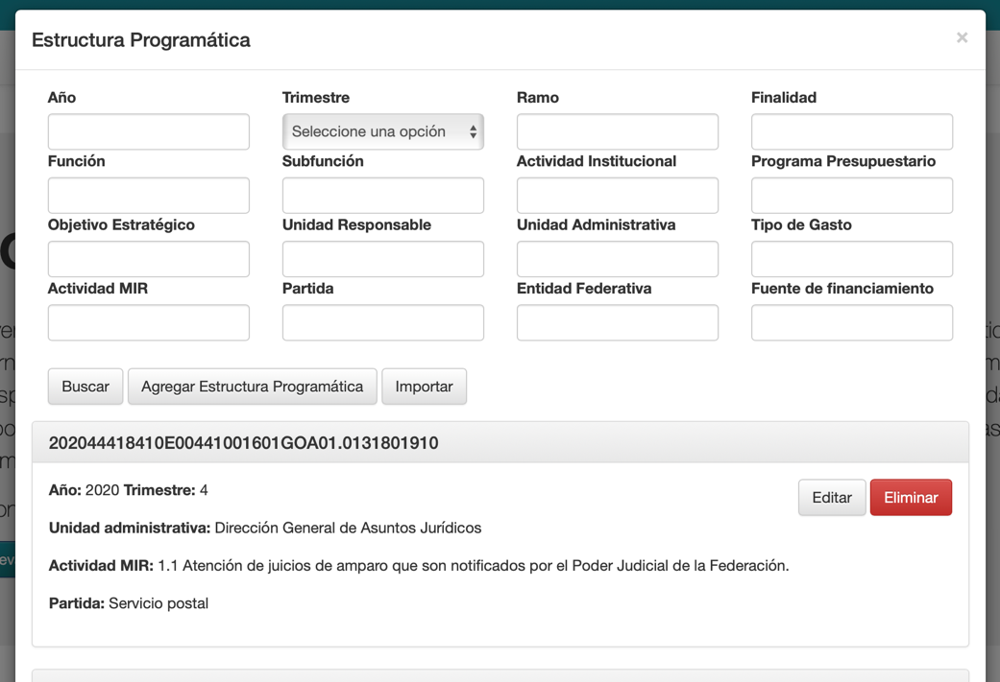 Estructura Programática ×
Año Trimestre Ramo Finalidad
Seleccione una opción
Función Subfunción Actividad Institucional Programa Presupuestario
Objetivo Estratégico Unidad Responsable Unidad Administrativa Tipo de Gasto
Actividad MIR Partida Entidad Federativa Fuente de financiamiento
Buscar Agregar Estructura Programática Importar
202044418410E00441001601GOA01.0131801910
Año: 2020 Trimestre: 4 Editar Eliminar
Unidad administrativa: Dirección General de Asuntos Jurídicos
Actividad MIR: 1.1 Atención de juicios de amparo que son notificados por el Poder Judicial de la Federación.
Partida: Servicio postal